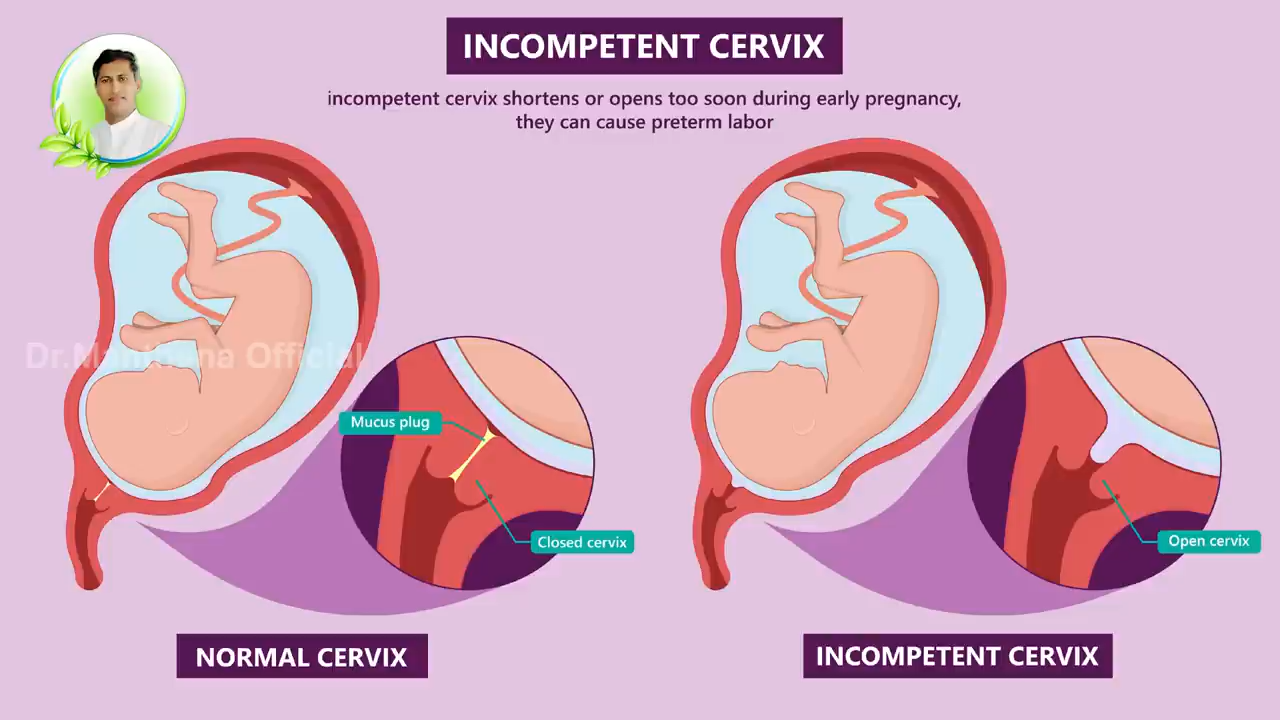 INCOMPETENT CERVIX
incompetent cervix shortens or opens too soon during early pregnancy,
they can cause preterm labor
Official
Mucus plug
Closed cervix
Open cervix
NORMAL CERVIX
INCOMPETENT CERVIX